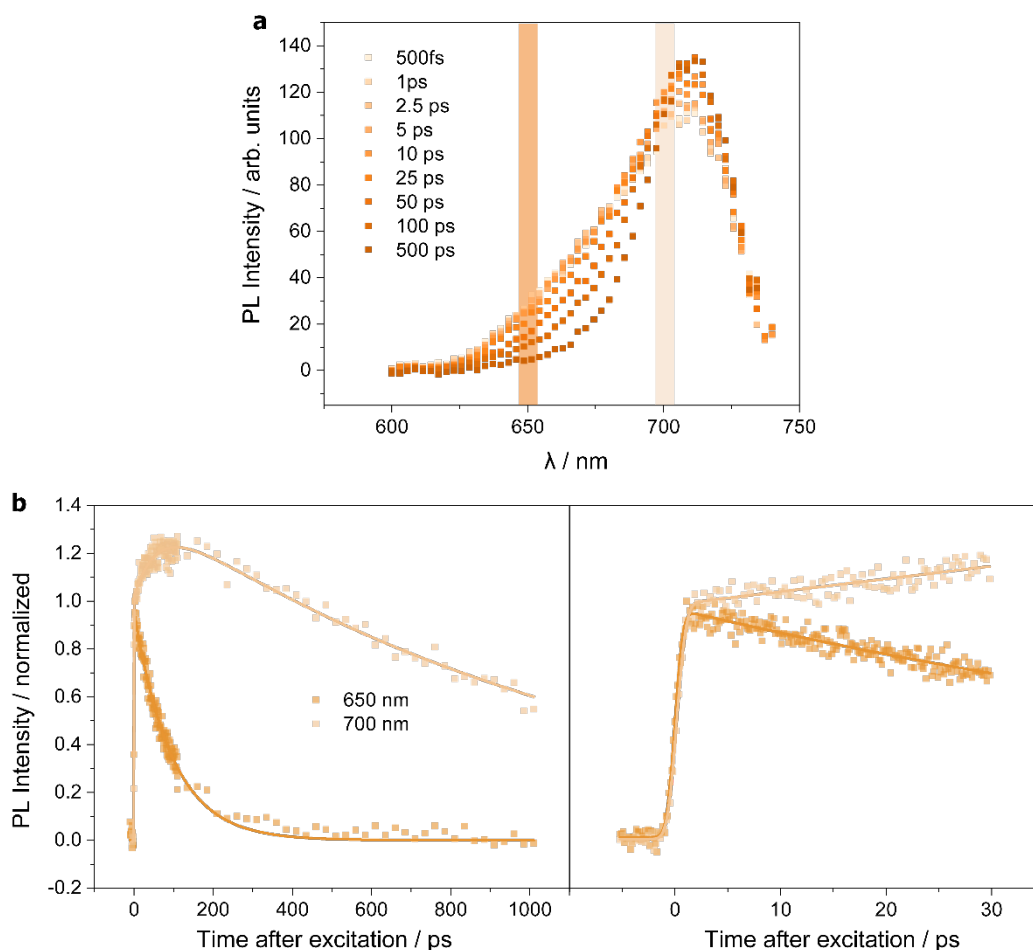 a
140
120
100
80
60
40
20
0
PL Intensity / arb. units
500fs
1ps
2.5 ps
5 ps
10 ps
25 ps
50 ps
100 ps
500 ps
600 650 700 750
λ / nm
b
1.4
1.2
1.0
0.8
0.6
0.4
0.2
0.0
-0.2
PL Intensity / normalized
650 nm
700 nm
0 200 400 600 800 1000
Time after excitation / ps
0 10 20 30
Time after excitation / ps